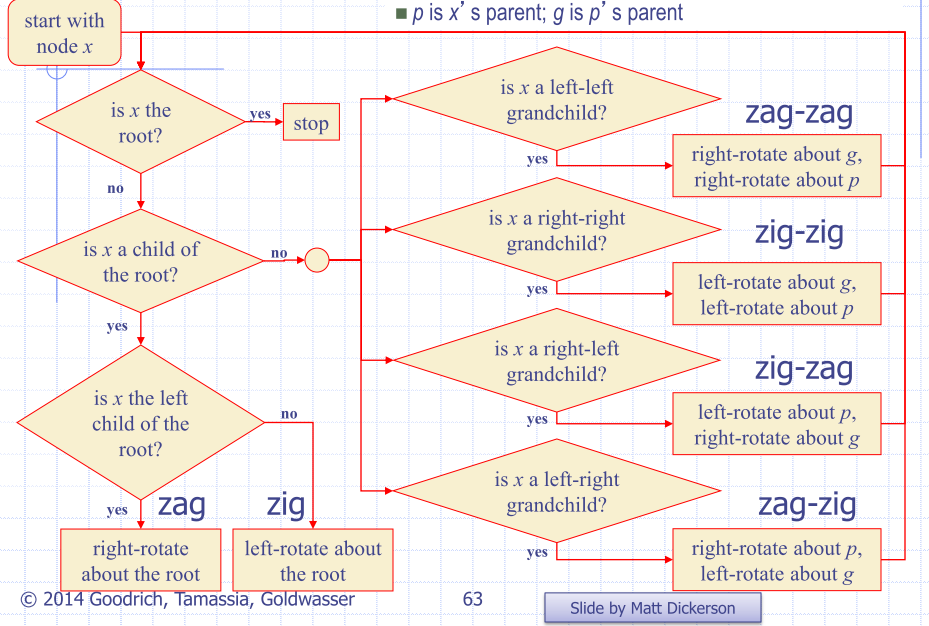 start with
node x
■ p is x's parent; g is p's parent
is x the
root?
yes
stop
no
is x a child of
the root?
no
yes
is x the left
child of the
root?
no
yes
zag
zig
right-rotate
about the root
left-rotate about
the root
is x a left-left
grandchild?
yes
zag-zag
right-rotate about g,
right-rotate about p
is x a right-right
grandchild?
yes
zig-zig
left-rotate about g,
left-rotate about p
is x a right-left
grandchild?
yes
zig-zag
left-rotate about p,
right-rotate about g
is x a left-right
grandchild?
yes
zag-zig
right-rotate about p,
left-rotate about g
© 2014 Goodrich, Tamassia, Goldwasser
63
Slide by Matt Dickerson